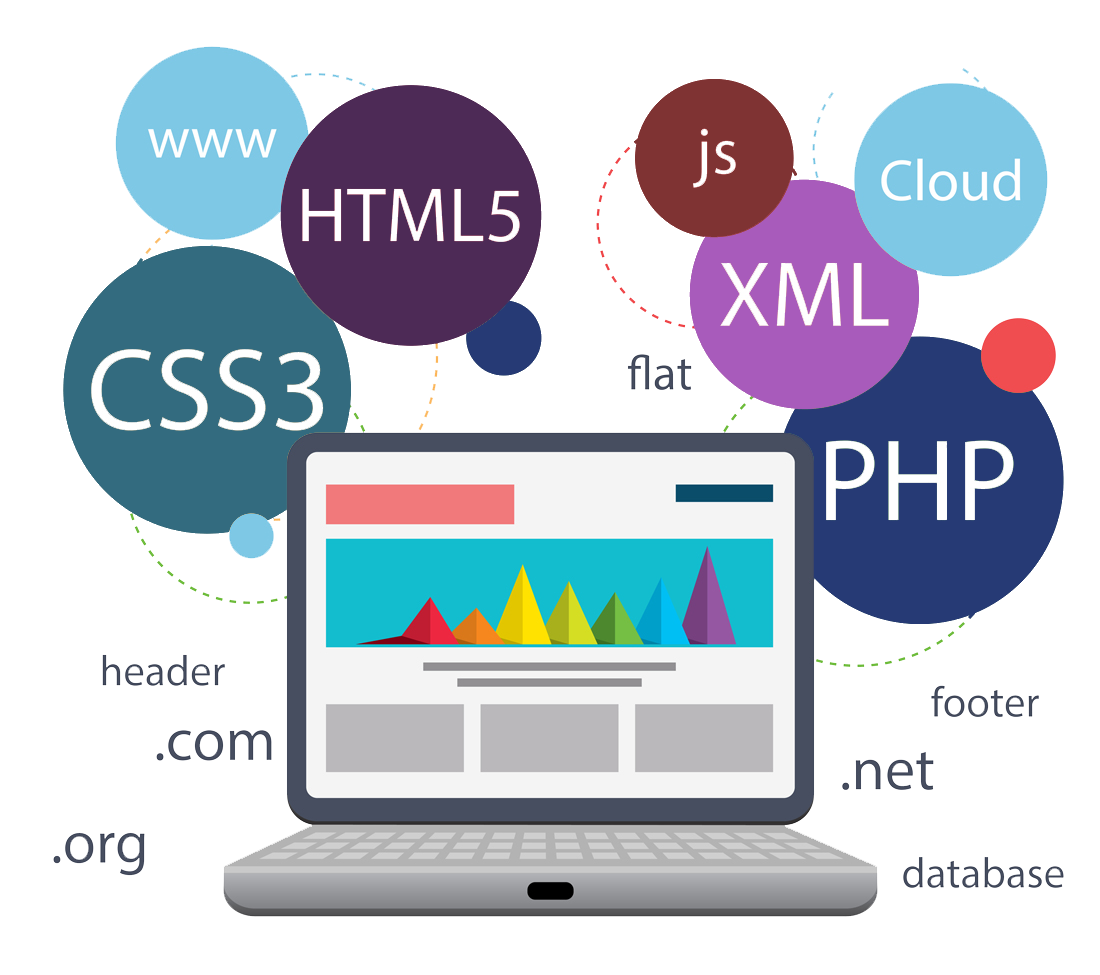 www
HTML5
CSS3
js
Cloud
XML
flat
PHP
header
.com
.org
footer
.net
database